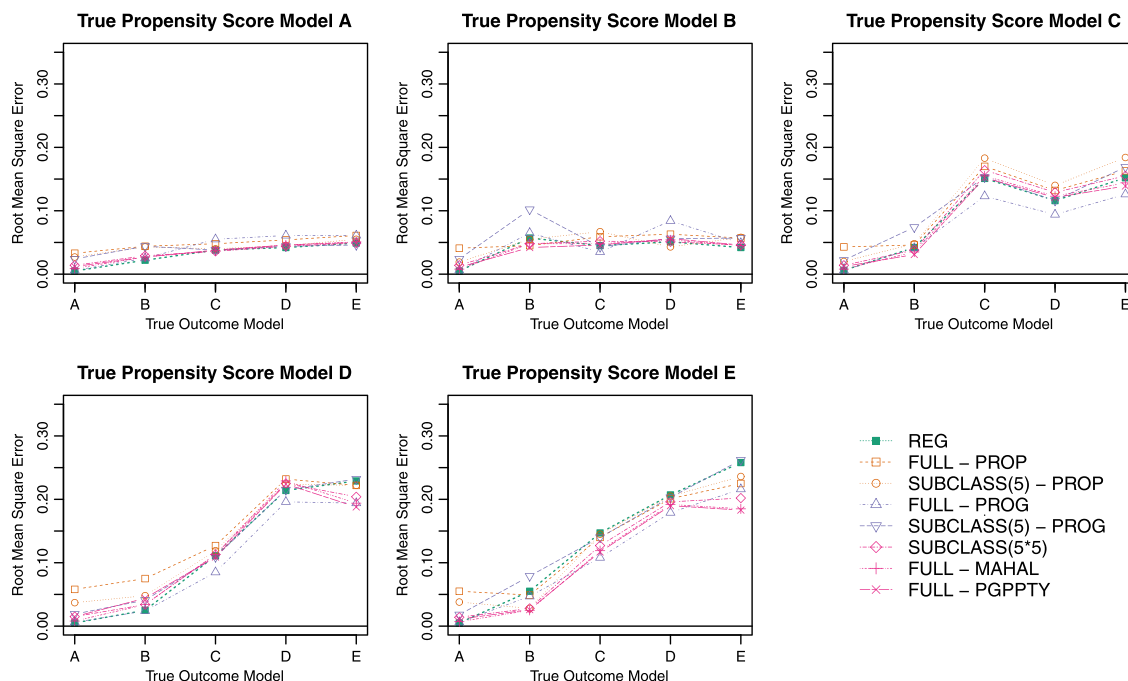 True Propensity Score Model A
Root Mean Square Error
0.00 0.10 0.20 0.30
A B C D E
True Outcome Model
True Propensity Score Model B
Root Mean Square Error
0.00 0.10 0.20 0.30
A B C D E
True Outcome Model
True Propensity Score Model C
Root Mean Square Error
0.00 0.10 0.20 0.30
A B C D E
True Outcome Model
True Propensity Score Model D
Root Mean Square Error
0.00 0.10 0.20 0.30
A B C D E
True Outcome Model
True Propensity Score Model E
Root Mean Square Error
0.00 0.10 0.20 0.30
A B C D E
True Outcome Model
REG
FULL − PROP
SUBCLASS(5) − PROP
FULL − PROG
SUBCLASS(5) − PROG
SUBCLASS(5*5)
FULL − MAHAL
FULL − PGPPTY